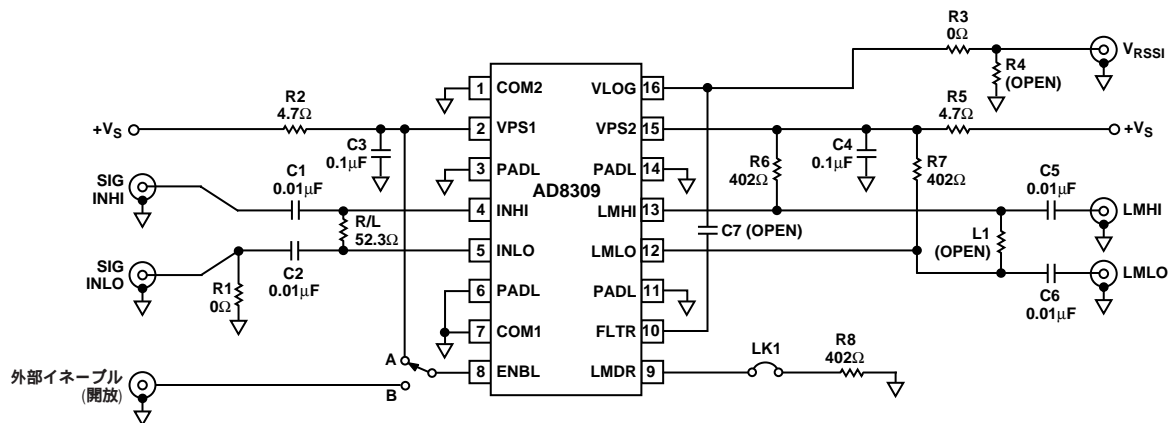 R3
0Ω
VRSSI
R4
(OPEN)
1 COM2
VLOG 16
R2
4.7Ω
R5
4.7Ω
+VS
2 VPS1
VPS2 15
+VS
C3
0.1μF
R6
402Ω
C4
0.1μF
R7
402Ω
3 PADL
PADL 14
AD8309
SIG
INHI
C1
0.01μF
C5
0.01μF
4 INHI
LMHI 13
LMHI
R/L
52.3Ω
C7 (OPEN)
L1
(OPEN)
5 INLO
LMLO 12
SIG
INLO
C2
0.01μF
LMLO
C6
0.01μF
R1
0Ω
6 PADL
PADL 11
7 COM1
FLTR 10
A
LK1
R8
402Ω
外部イネーブル
(開放)
8 ENBL
LMDR 9
B